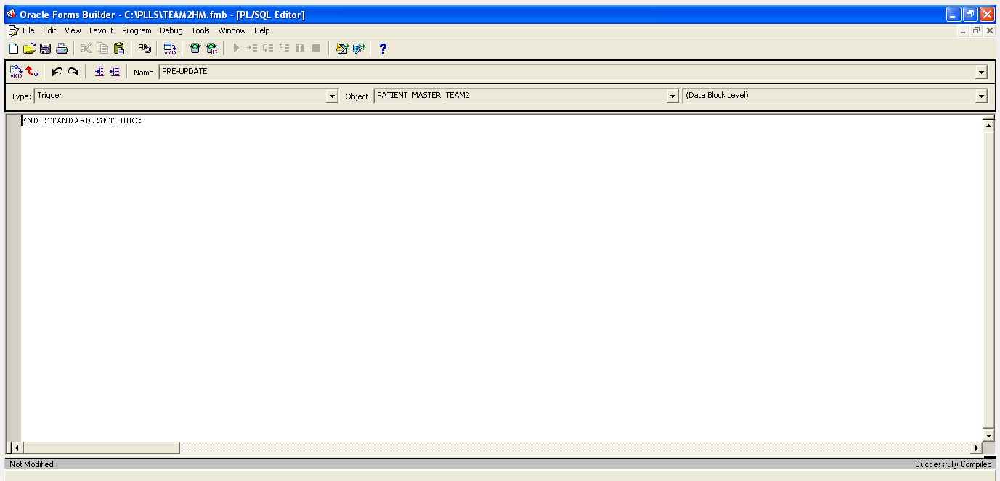 Oracle Forms Builder - C:\PLLS\TEAM2HM.fmb - [PL/SQL Editor]
File Edit View Layout Program Debug Tools Window Help
Name: PRE-UPDATE
Type: Trigger Object: PATIENT_MASTER_TEAM2 (Data Block Level)
FND_STANDARD.SET_WHO;
Not Modified Successfully Compiled